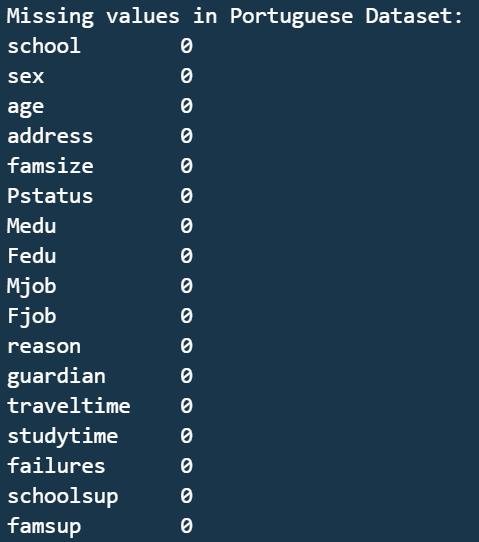 Missing values in Portuguese Dataset:
school 0
sex 0
age 0
address 0
famsize 0
Pstatus 0
Medu 0
Fedu 0
Mjob 0
Fjob 0
reason 0
guardian 0
traveltime 0
studytime 0
failures 0
schoolsup 0
famsup 0